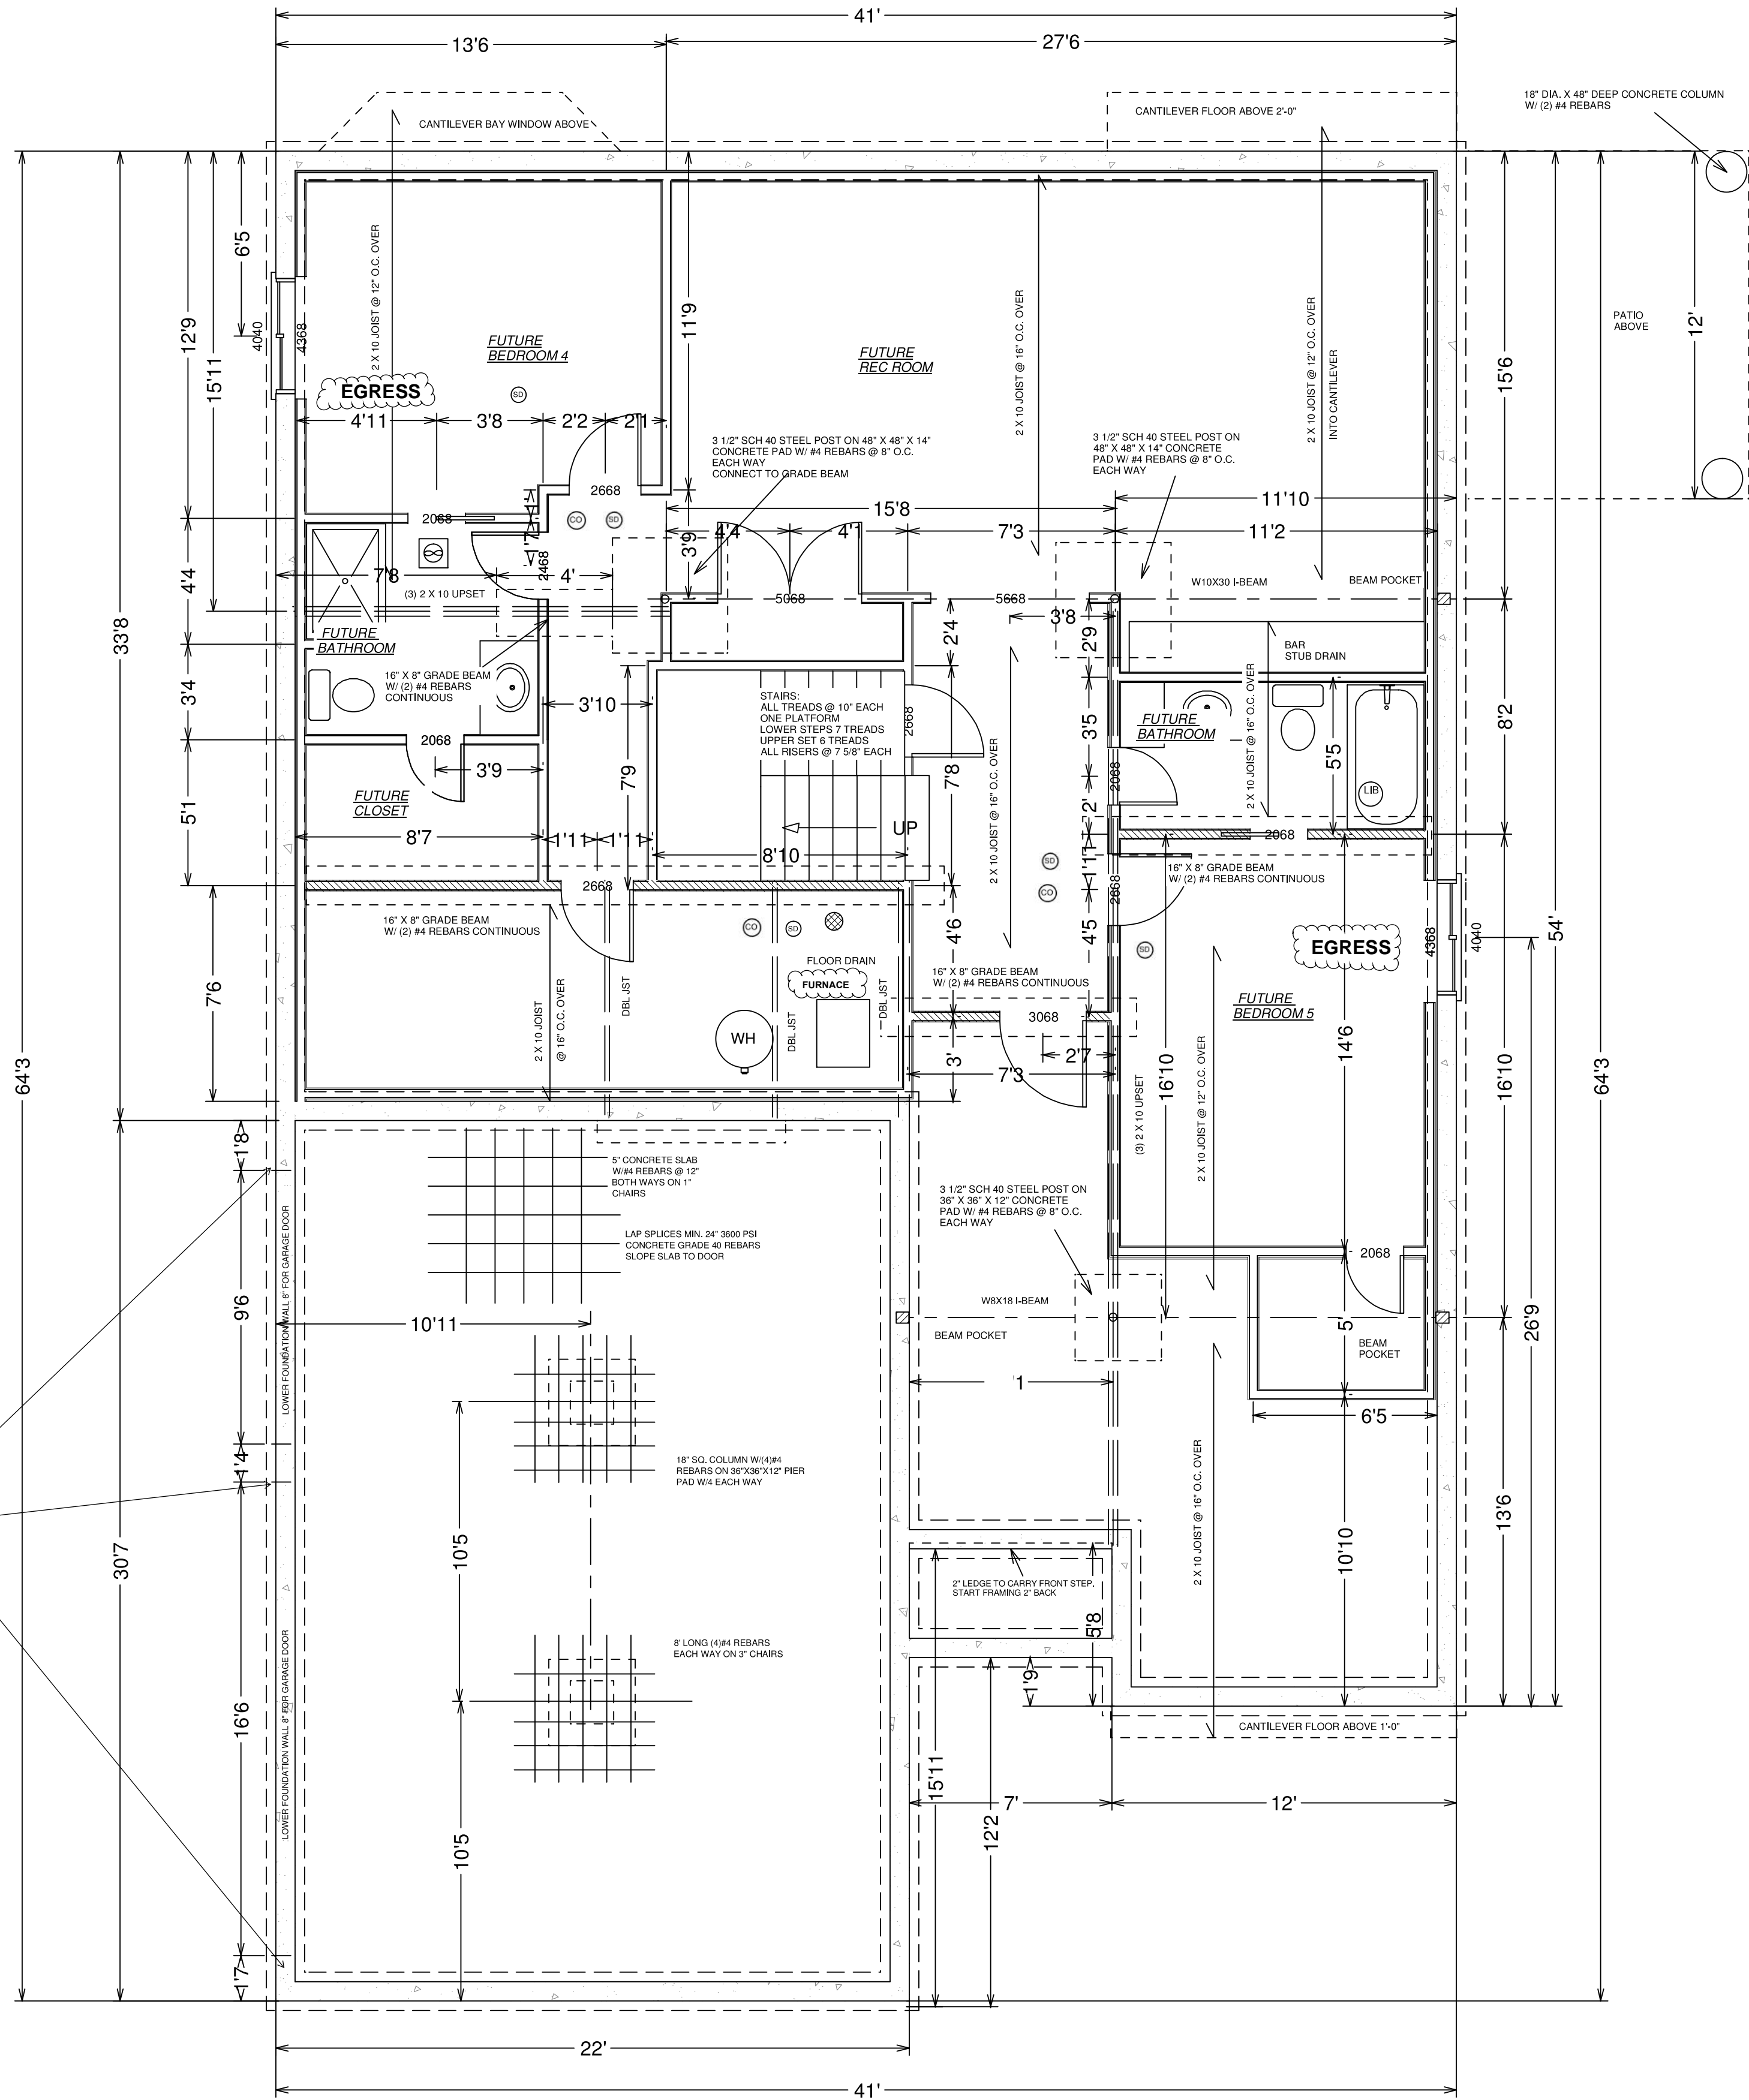 41'
13'6
27'6
18" DIA. X 48" DEEP CONCRETE COLUMN
W/ (2) #4 REBARS
CANTILEVER BAY WINDOW ABOVE
CANTILEVER FLOOR ABOVE 2'-0"
64'3
33'8
12'9
15'11
6'5
4040
4368
2 X 10 JOIST @ 12" O.C. OVER
FUTURE
BEDROOM 4
EGRESS
SD
4'11
3'8
2'2
2'1
11'9
FUTURE
REC ROOM
2 X 10 JOIST @ 16" O.C. OVER
2 X 10 JOIST @ 12" O.C. OVER
INTO CANTILEVER
15'6
PATIO
ABOVE
12'
3 1/2" SCH 40 STEEL POST ON 48" X 48" X 14"
CONCRETE PAD W/ #4 REBARS @ 8" O.C.
EACH WAY
CONNECT TO GRADE BEAM
3 1/2" SCH 40 STEEL POST ON
48" X 48" X 14" CONCRETE
PAD W/ #4 REBARS @ 8" O.C.
EACH WAY
2668
1'
2068
CO
SD
1'7
2468
3'9
15'8
11'10
4'4
4'1
7'3
11'2
7'8
4'
(3) 2 X 10 UPSET
W10X30 I-BEAM
BEAM POCKET
5068
5668
3'8
4'4
FUTURE
BATHROOM
16" X 8" GRADE BEAM
W/ (2) #4 REBARS
CONTINUOUS
3'4
2'4
2'9
BAR
STUB DRAIN
3'10
7'9
STAIRS:
ALL TREADS @ 10" EACH
ONE PLATFORM
LOWER STEPS 7 TREADS
UPPER SET 6 TREADS
ALL RISERS @ 7 5/8" EACH
2668
7'8
2 X 10 JOIST @ 16" O.C. OVER
3'5
FUTURE
BATHROOM
2 X 10 JOIST @ 16" O.C. OVER
5'5
8'2
2068
3'9
FUTURE
CLOSET
5'1
8'7
1'11
1'11
8'10
UP
2068
2'
LIB
2068
2668
1'11
SD
CO
2668
16" X 8" GRADE BEAM
W/ (2) #4 REBARS CONTINUOUS
16" X 8" GRADE BEAM
W/ (2) #4 REBARS CONTINUOUS
7'6
2 X 10 JOIST
@ 16" O.C. OVER
DBL JST
CO
SD
FLOOR DRAIN
FURNACE
WH
DBL JST
DBL JST
4'6
4'5
16" X 8" GRADE BEAM
W/ (2) #4 REBARS CONTINUOUS
SD
EGRESS
4368
4040
FUTURE
BEDROOM 5
54'
3068
2'7
3'
7'3
(3) 2 X 10 UPSET
16'10
2 X 10 JOIST @ 12" O.C. OVER
14'6
16'10
64'3
30'7
1'8
LOWER FOUNDATION WALL 8" FOR GARAGE DOOR
9'6
5" CONCRETE SLAB
W/#4 REBARS @ 12"
BOTH WAYS ON 1"
CHAIRS
LAP SPLICES MIN. 24" 3600 PSI
CONCRETE GRADE 40 REBARS
SLOPE SLAB TO DOOR
3 1/2" SCH 40 STEEL POST ON
36" X 36" X 12" CONCRETE
PAD W/ #4 REBARS @ 8" O.C.
EACH WAY
2068
10'11
W8X18 I-BEAM
BEAM POCKET
5'
BEAM
POCKET
26'9
'1
6'5
1'4
18" SQ. COLUMN W/(4)#4
REBARS ON 36"X36"X12" PIER
PAD W/4 EACH WAY
10'5
2 X 10 JOIST @ 16" O.C. OVER
10'10
13'6
2" LEDGE TO CARRY FRONT STEP,
START FRAMING 2" BACK
5'8
LOWER FOUNDATION WALL 8" FOR GARAGE DOOR
16'6
8' LONG (4)#4 REBARS
EACH WAY ON 3" CHAIRS
1'9
CANTILEVER FLOOR ABOVE 1'-0"
10'5
15'11
12'2
7'
12'
1'7
22'
41'